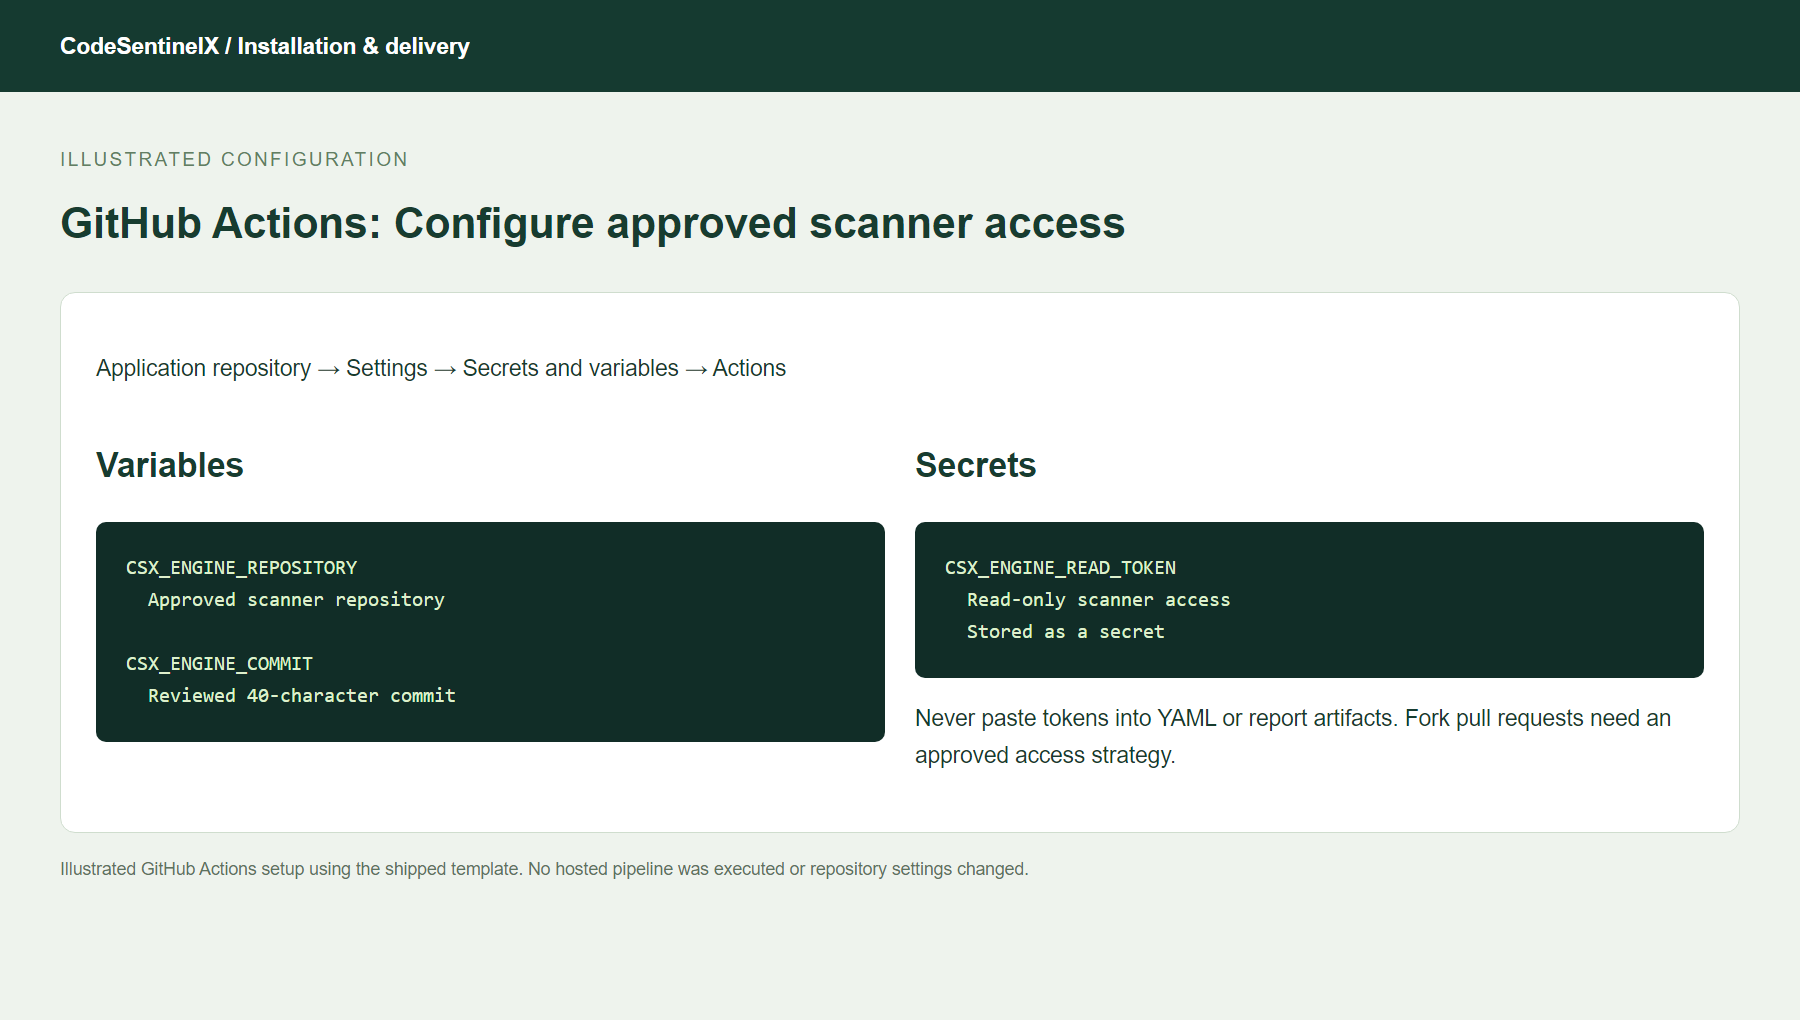 CodeSentinelX / Installation & delivery
ILLUSTRATED CONFIGURATION
GitHub Actions: Configure approved scanner access
Application repository → Settings → Secrets and variables → Actions
Variables
CSX_ENGINE_REPOSITORY
Approved scanner repository
CSX_ENGINE_COMMIT
Reviewed 40-character commit
Secrets
CSX_ENGINE_READ_TOKEN
Read-only scanner access
Stored as a secret
Never paste tokens into YAML or report artifacts. Fork pull requests need an
approved access strategy.
Illustrated GitHub Actions setup using the shipped template. No hosted pipeline was executed or repository settings changed.